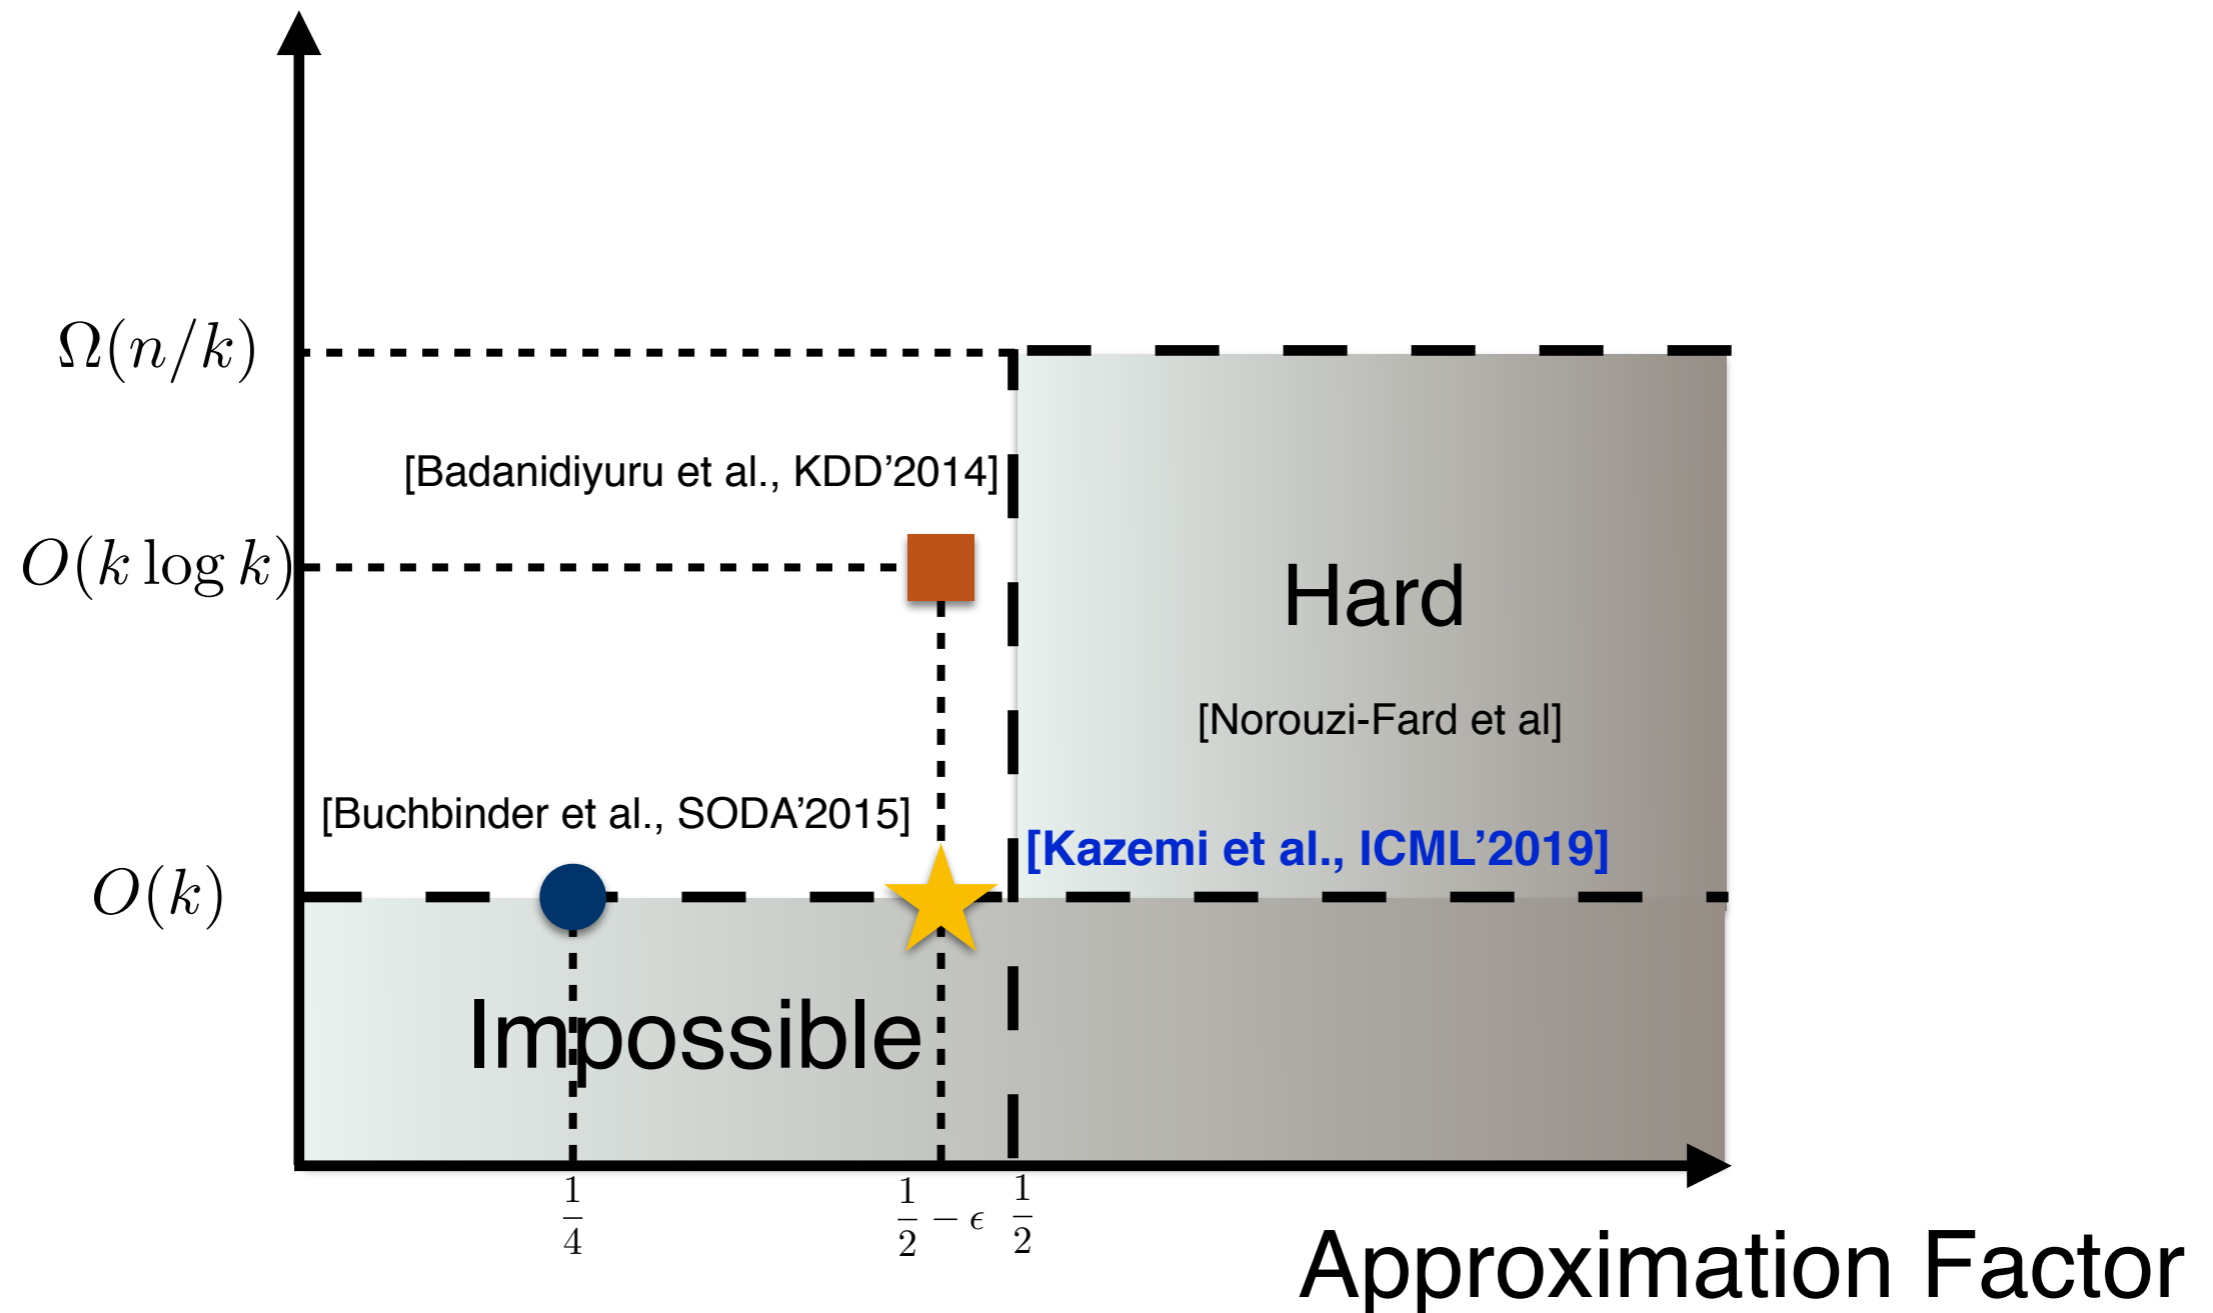 Ω(n/k)
[Badanidiyuru et al., KDD’2014]
O(k log k)
Hard
[Norouzi-Fard et al]
[Buchbinder et al., SODA’2015]
[Kazemi et al., ICML’2019]
O(k)
Impossible
1/4
1/2 − ϵ
1/2
Approximation Factor